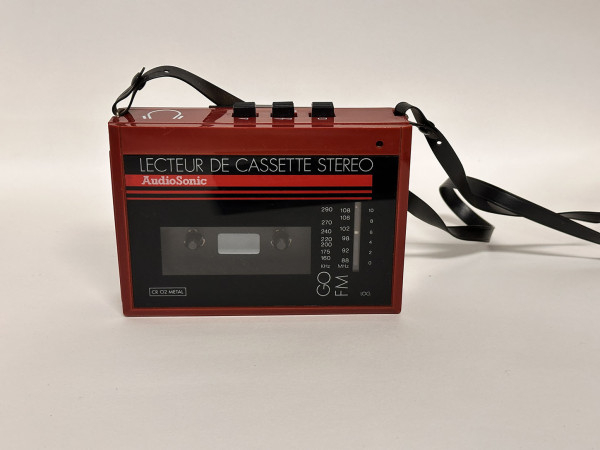 LECTEUR DE CASSETTE STEREO
AudioSonic
290 108 10
106 8
270
240 102 6
220 98 4
200
175 92 2
160 88 0
kHz MHz
GO
FM
LOG
CR O2 METAL